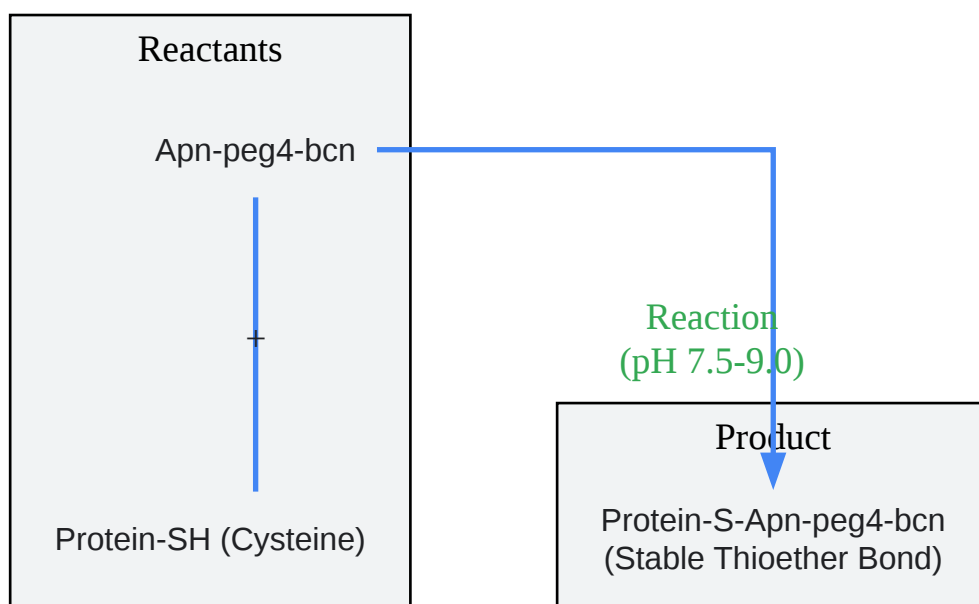 Reactants
Apn-peg4-bcn
+
Protein-SH (Cysteine)
Reaction
(pH 7.5-9.0)
Product
Protein-S-Apn-peg4-bcn
(Stable Thioether Bond)